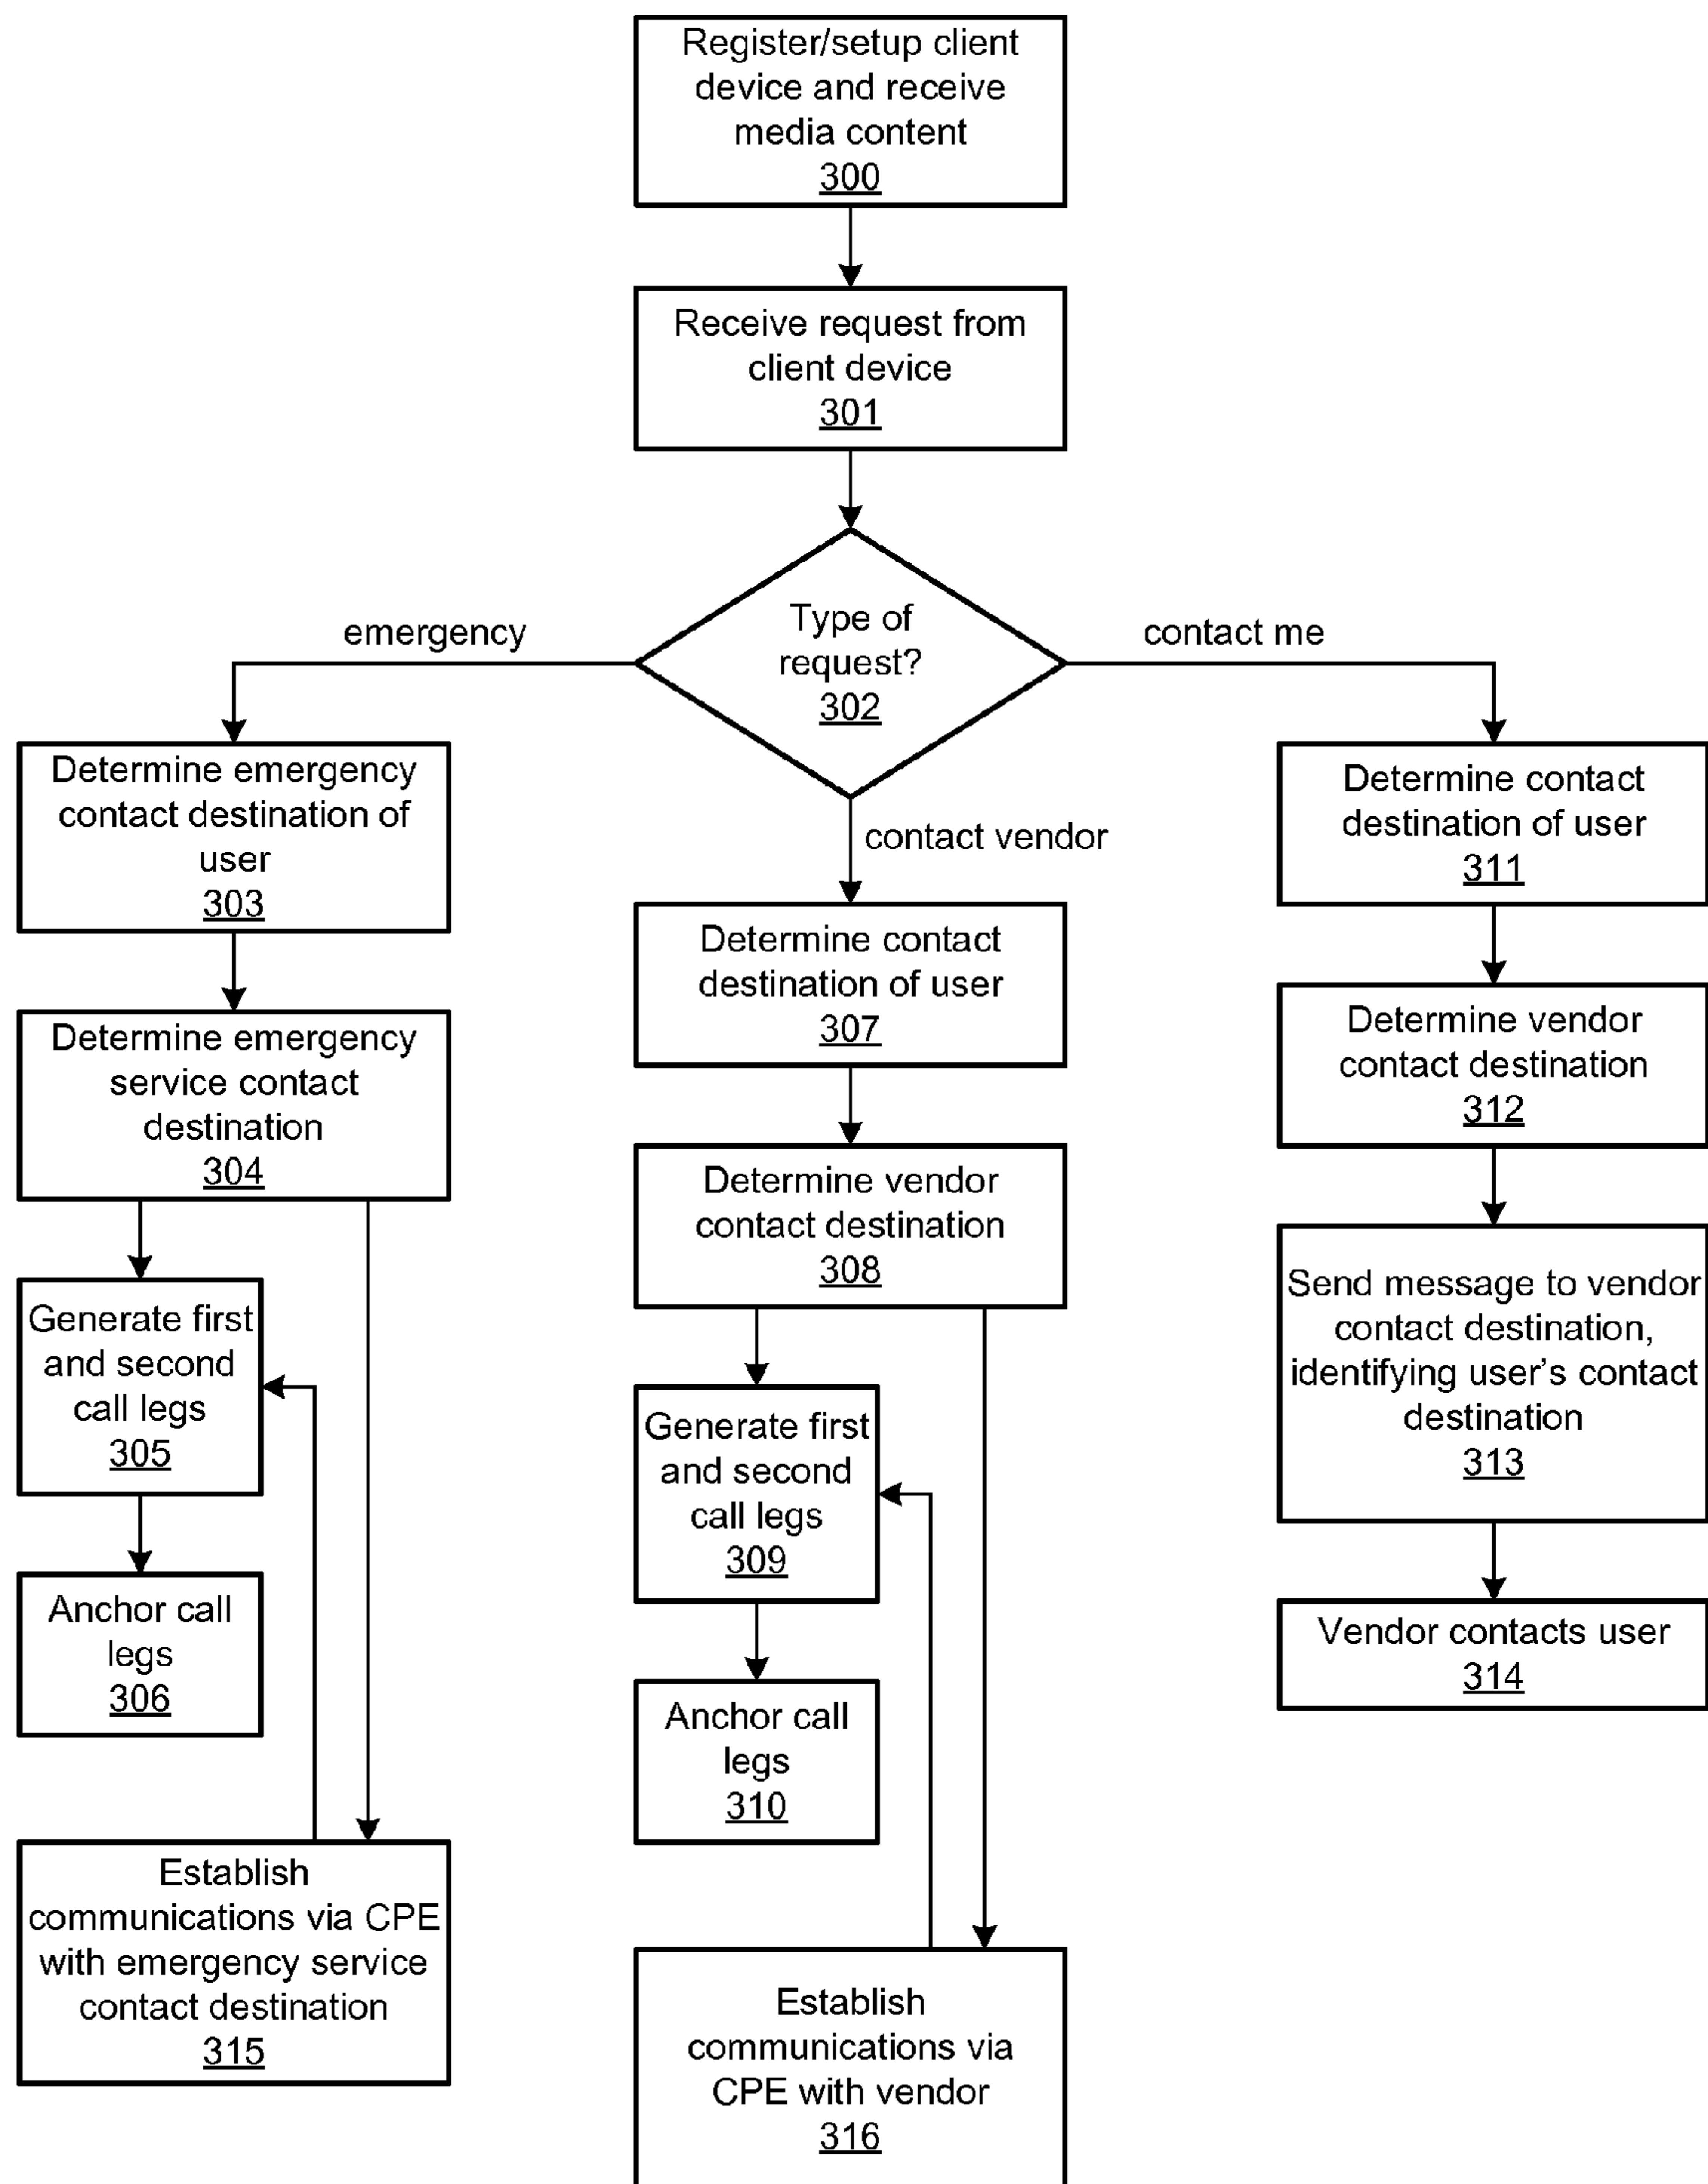 Register/setup client
device and receive
media content
300
Receive request from
client device
301
Type of
request?
302
emergency
contact me
contact vendor
Determine emergency
contact destination of
user
303
Determine emergency
service contact
destination
304
Generate first
and second
call legs
305
Anchor call
legs
306
Establish
communications via CPE
with emergency service
contact destination
315
Determine contact
destination of user
307
Determine vendor
contact destination
308
Generate first
and second
call legs
309
Anchor call
legs
310
Establish
communications via
CPE with vendor
316
Determine contact
destination of user
311
Determine vendor
contact destination
312
Send message to vendor
contact destination,
identifying user's contact
destination
313
Vendor contacts user
314